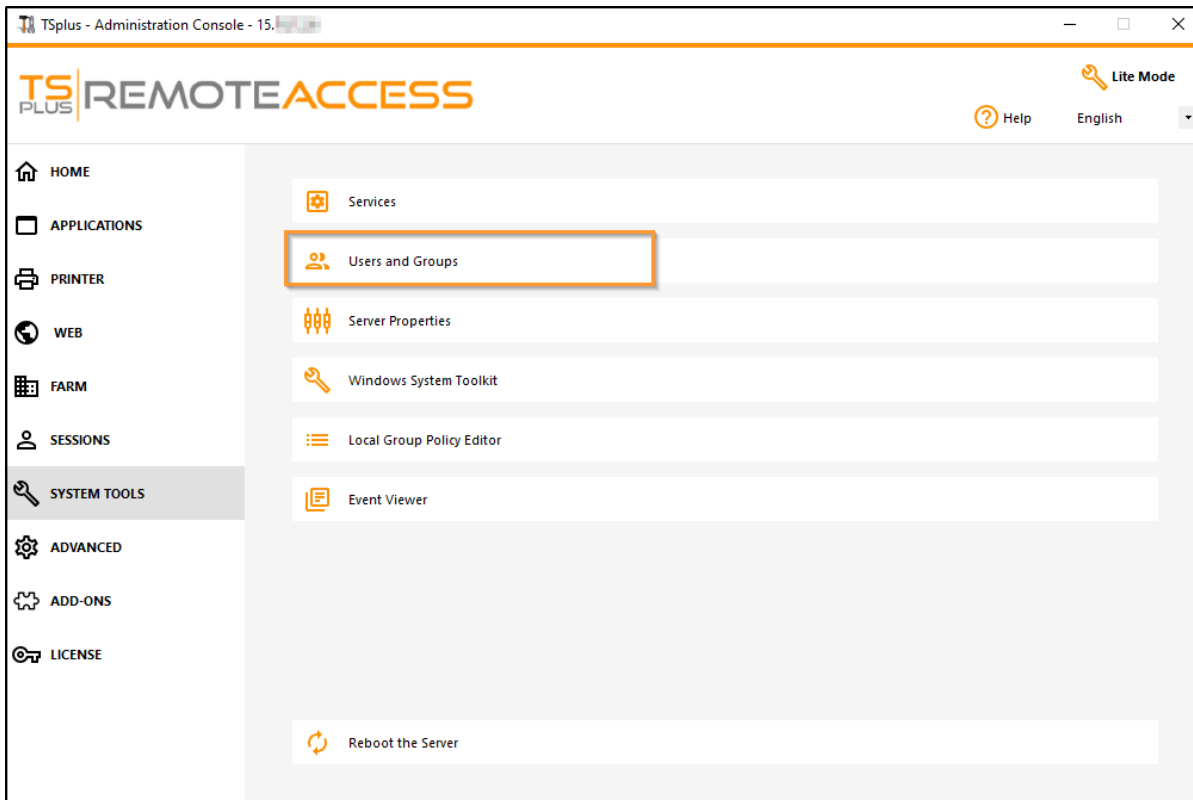 TSplus - Administration Console - 15.
TS PLUS REMOTEACCESS
Lite Mode
? Help English
HOME
APPLICATIONS
PRINTER
WEB
FARM
SESSIONS
SYSTEM TOOLS
ADVANCED
ADD-ONS
LICENSE
Services
Users and Groups
Server Properties
Windows System Toolkit
Local Group Policy Editor
Event Viewer
Reboot the Server